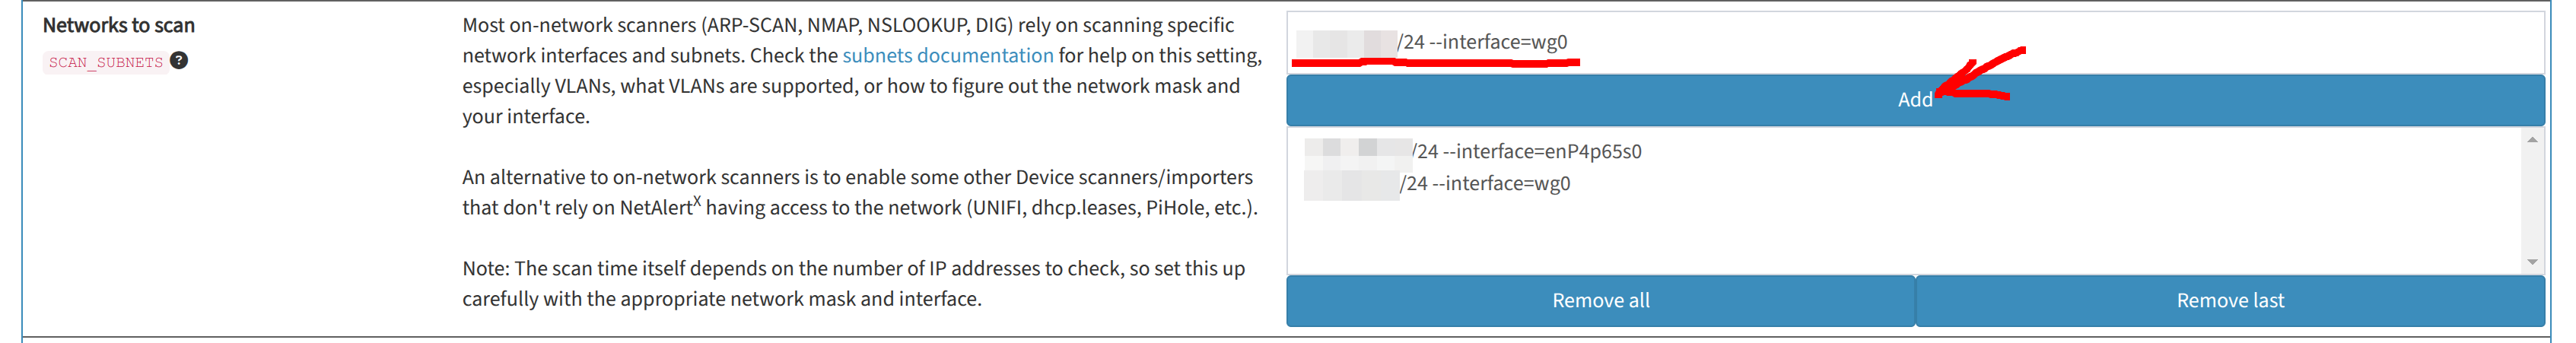 Networks to scan
SCAN_SUBNETS ?
Most on-network scanners (ARP-SCAN, NMAP, NSLOOKUP, DIG) rely on scanning specific
network interfaces and subnets. Check the subnets documentation for help on this setting,
especially VLANs, what VLANs are supported, or how to figure out the network mask and
your interface.
An alternative to on-network scanners is to enable some other Device scanners/importers
that don't rely on NetAlertX having access to the network (UNIFI, dhcp.leases, PiHole, etc.).
Note: The scan time itself depends on the number of IP addresses to check, so set this up
carefully with the appropriate network mask and interface.
/24 --interface=wg0
Add
/24 --interface=enP4p65s0
/24 --interface=wg0
Remove all
Remove last